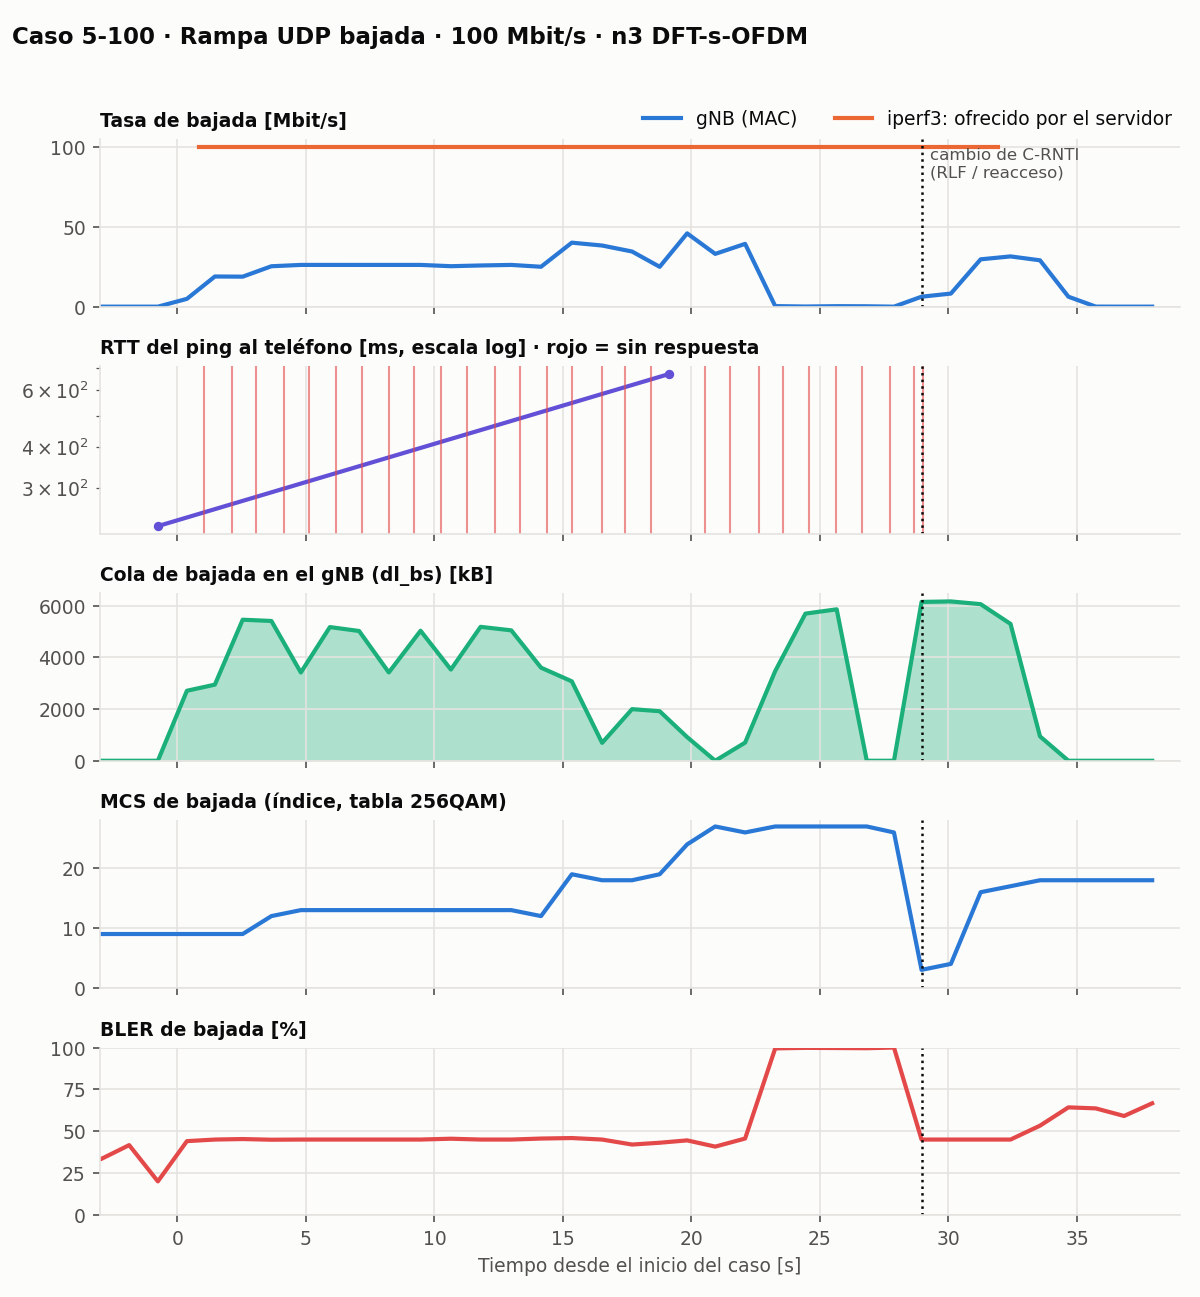 Caso 5-100 · Rampa UDP bajada · 100 Mbit/s · n3 DFT-s-OFDM
Tasa de bajada [Mbit/s]
gNB (MAC)
iperf3: ofrecido por el servidor
100
50
0
cambio de C-RNTI
(RLF / reacceso)
RTT del ping al teléfono [ms, escala log] · rojo = sin respuesta
6 × 10²
4 × 10²
3 × 10²
Cola de bajada en el gNB (dl_bs) [kB]
6000
4000
2000
0
MCS de bajada (índice, tabla 256QAM)
20
10
0
BLER de bajada [%]
100
75
50
25
0
0 5 10 15 20 25 30 35
Tiempo desde el inicio del caso [s]